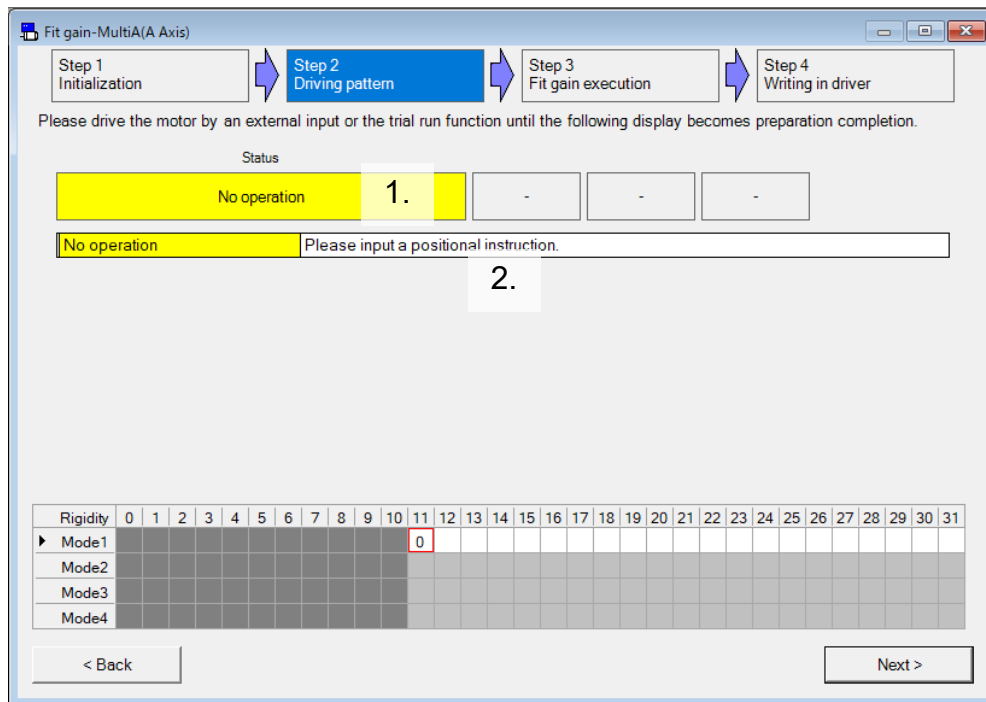 Fit gain-MultiA(A Axis)
Step 1
Initialization
Step 2
Driving pattern
Step 3
Fit gain execution
Step 4
Writing in driver
Please drive the motor by an external input or the trial run function until the following display becomes preparation completion.
Status
No operation 1. - - -
No operation Please input a positional instruction.
2.
Rigidity 0 1 2 3 4 5 6 7 8 9 10 11 12 13 14 15 16 17 18 19 20 21 22 23 24 25 26 27 28 29 30 31
Mode1 0
Mode2
Mode3
Mode4
< Back Next >